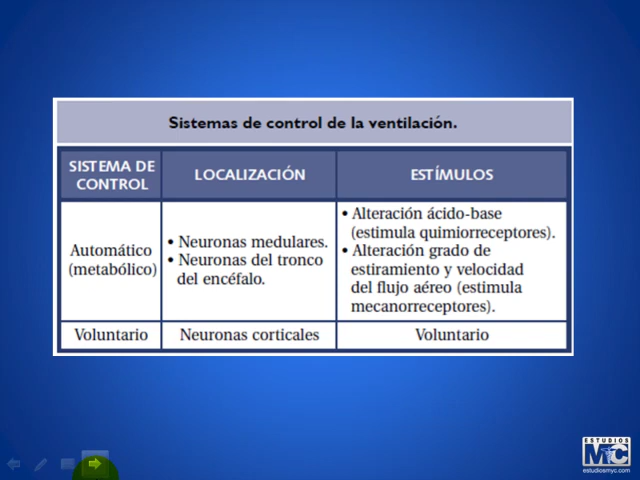 Sistemas de control de la ventilación.
SISTEMA DE
CONTROL
LOCALIZACIÓN
ESTÍMULOS
Automático
(metabólico)
• Neuronas medulares.
• Neuronas del tronco
del encéfalo.
• Alteración ácido-base
(estimula quimiorreceptores).
• Alteración grado de
estiramiento y velocidad
del flujo aéreo (estimula
mecanorreceptores).
Voluntario
Neuronas corticales
Voluntario
ESTUDIOS
MyC
estudiosmyc.com